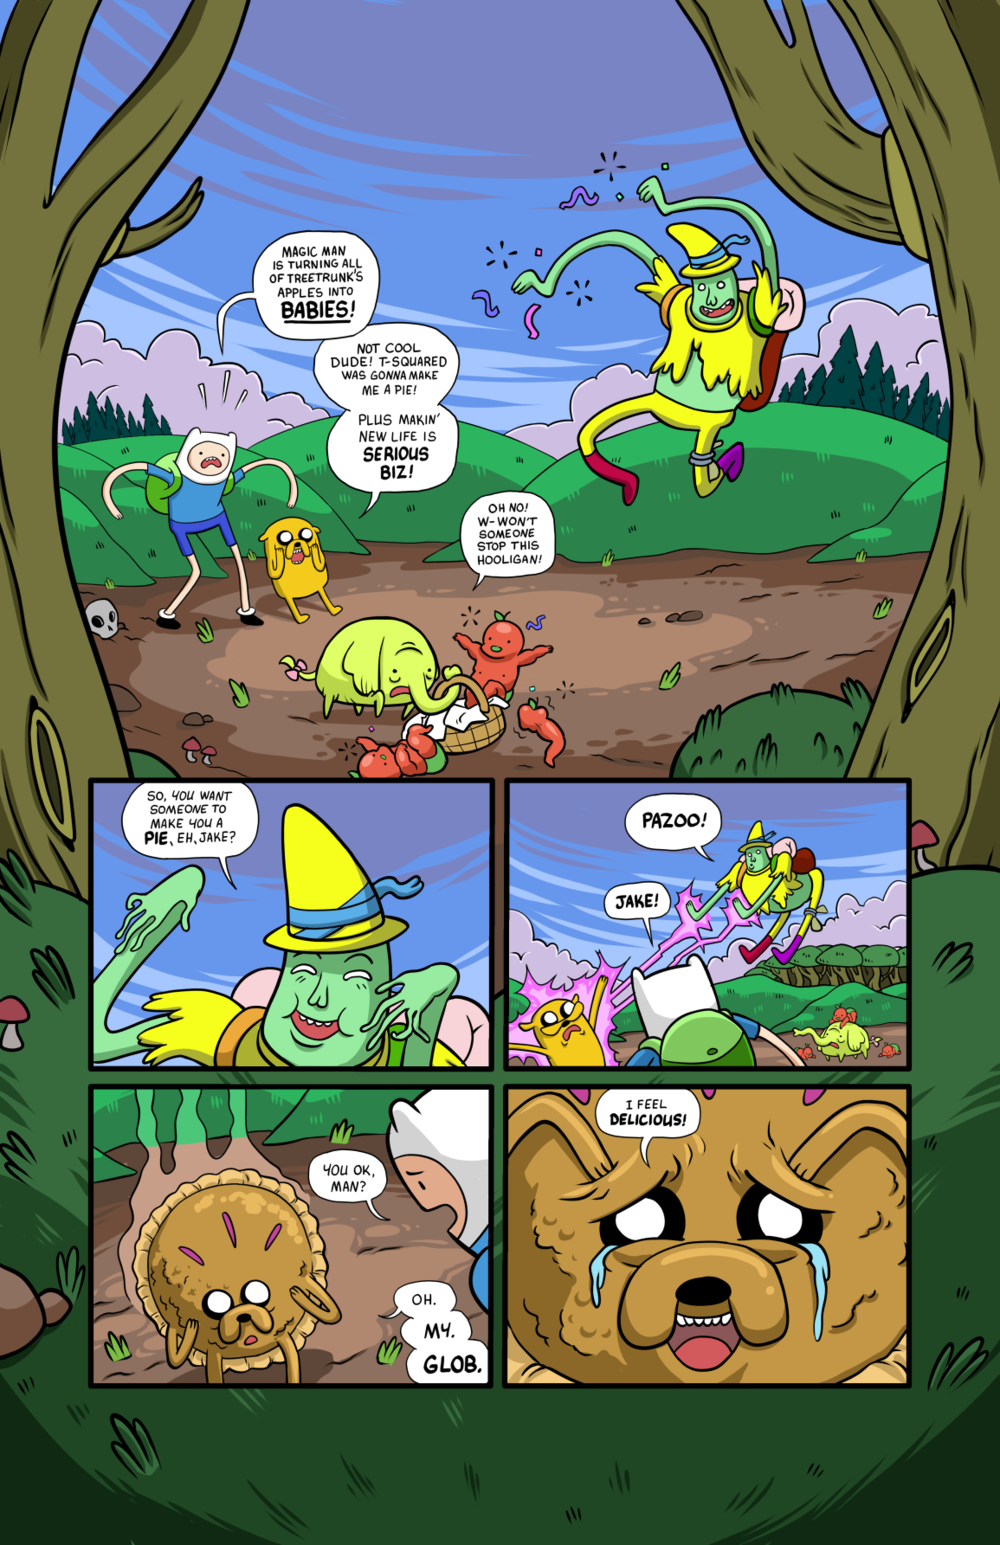 MAGIC MAN
IS TURNING ALL
OF TREETRUNK'S
APPLES INTO
BABIES!
NOT COOL
DUDE! T-SQUARED
WAS GONNA MAKE
ME A PIE!
PLUS MAKIN'
NEW LIFE IS
SERIOUS
BIZ!
OH NO!
W-WON'T
SOMEONE
STOP THIS
HOOLIGAN!
SO, YOU WANT
SOMEONE TO
MAKE YOU A
PIE, EH, JAKE?
PAZOO!
JAKE!
YOU OK,
MAN?
OH.
MY.
GLOB.
I FEEL
DELICIOUS!